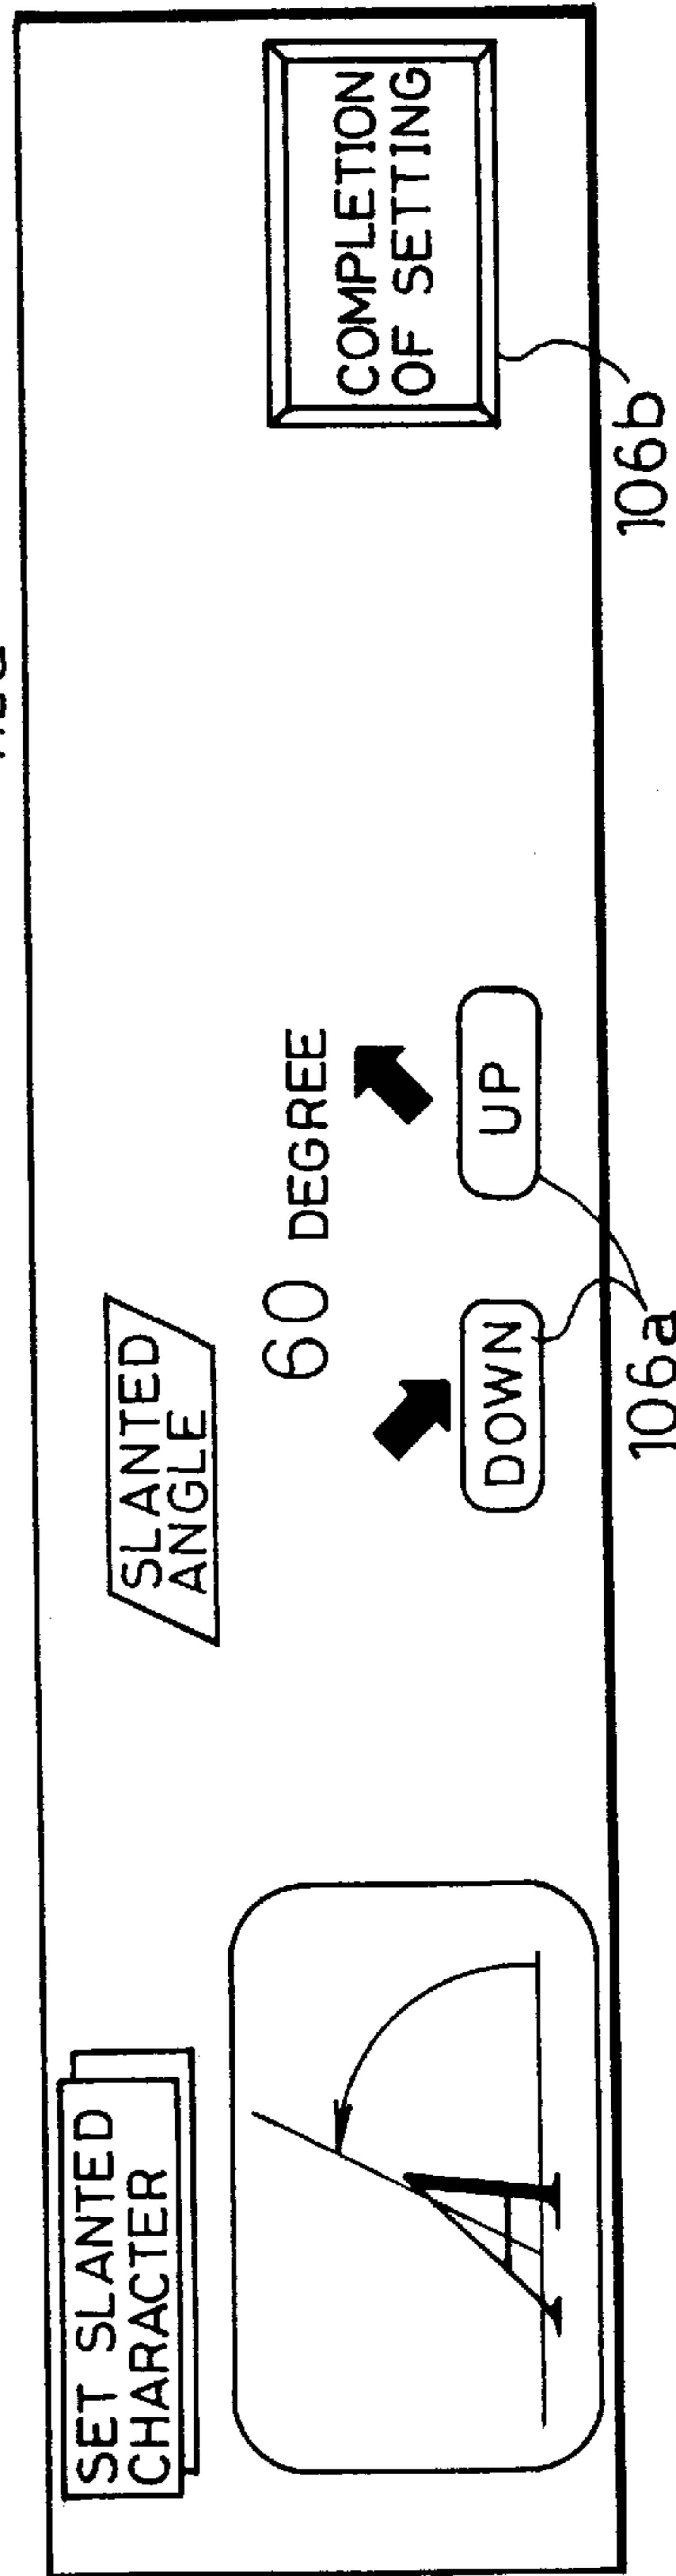 SET SLANTED
CHARACTER
SLANTED
ANGLE
60 DEGREE
DOWN
UP
COMPLETION
OF SETTING
106a
106b